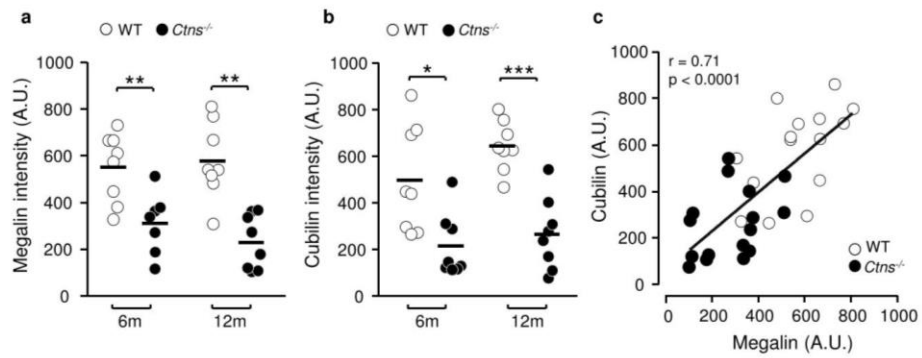 a
WT Ctns-/-
Megalin intensity (A.U.)
1000
800
600
400
200
0
**
**
6m 12m
b
WT Ctns-/-
Cubilin intensity (A.U.)
1000
800
600
400
200
0
*
***
6m 12m
c
r = 0.71
p < 0.0001
Cubilin (A.U.)
1000
800
600
400
200
0
WT
Ctns-/-
0 200 400 600 800 1000
Megalin (A.U.)